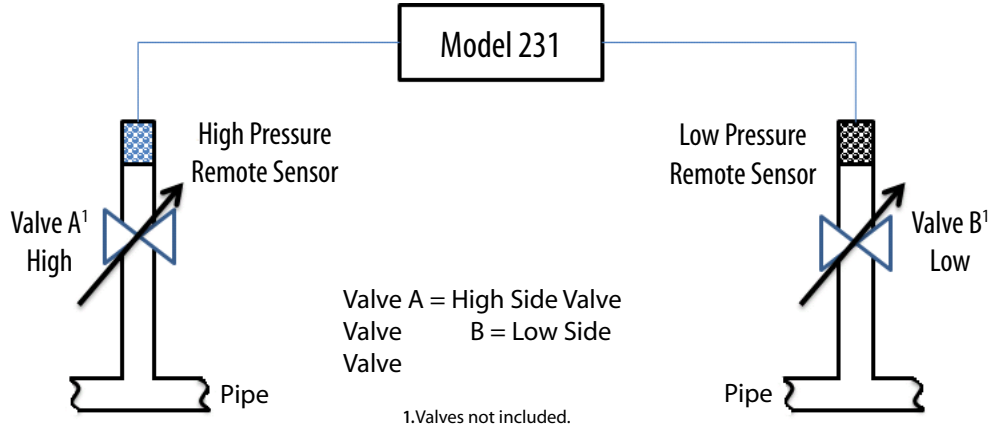 Model 231
High Pressure
Remote Sensor
Low Pressure
Remote Sensor
Valve A¹
High
Valve B¹
Low
Valve A = High Side Valve
Valve B = Low Side
Valve
Pipe
Pipe
1.Valves not included.